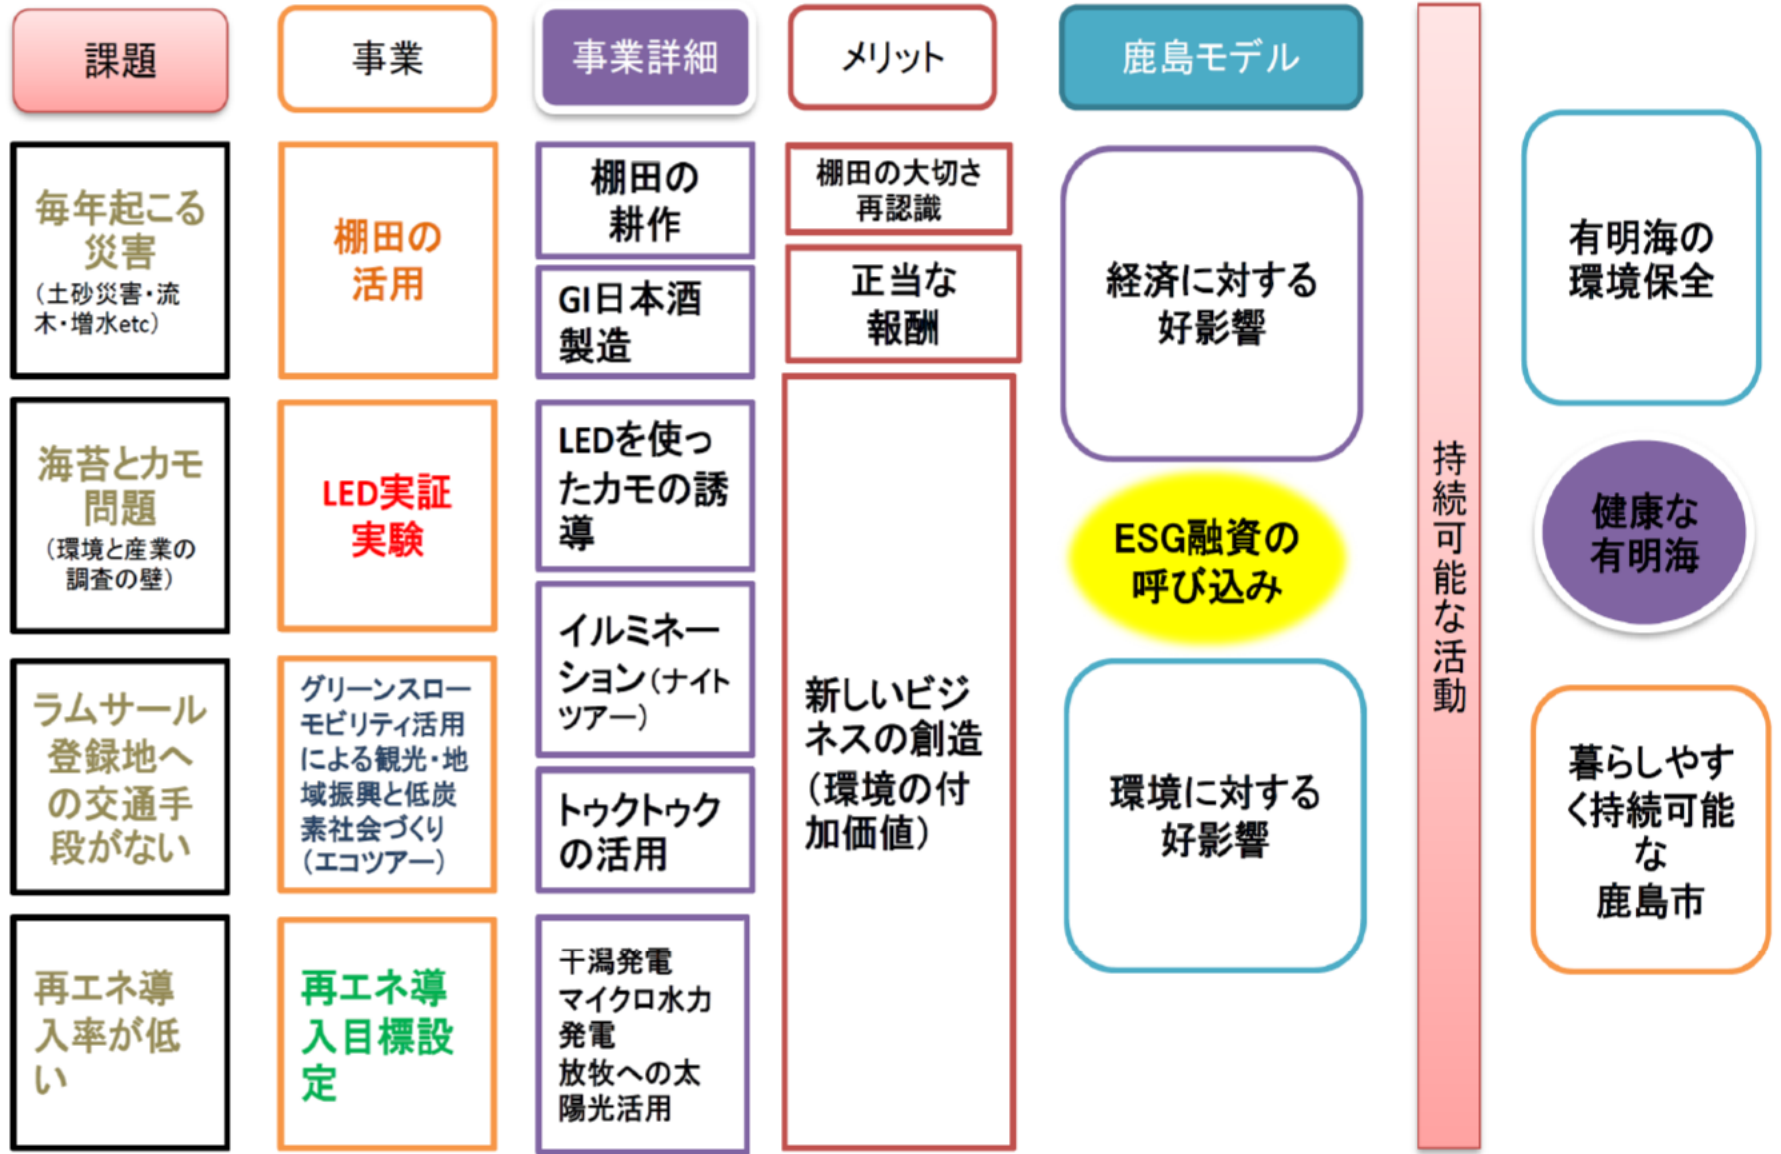 課題
事業
事業詳細
メリット
鹿島モデル
毎年起こる
災害
（土砂災害・流
木・増水etc）
棚田の
活用
棚田の
耕作
GI日本酒
製造
棚田の大切さ
再認識
正当な
報酬
海苔とカモ
問題
（環境と産業の
調査の壁）
LED実証
実験
LEDを使っ
たカモの誘
導
イルミネー
ション（ナイト
ツアー）
ラムサール
登録地へ
の交通手
段がない
グリーンスロー
モビリティ活用
による観光・地
域振興と低炭
素社会づくり
（エコツアー）
トゥクトゥク
の活用
再エネ導
入率が低
い
再エネ導
入目標設
定
干潟発電
マイクロ水力
発電
放牧への太
陽光活用
新しいビジ
ネスの創造
（環境の付
加価値）
経済に対する
好影響
ESG融資の
呼び込み
環境に対する
好影響
持続可能な活動
有明海の
環境保全
健康な
有明海
暮らしやす
く持続可能
な
鹿島市